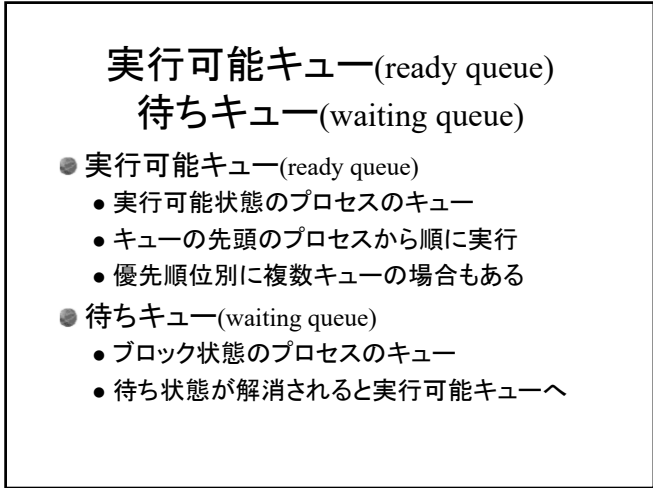 実行可能キュー(ready queue)
待ちキュー(waiting queue)
実行可能キュー(ready queue)
実行可能状態のプロセスのキュー
キューの先頭のプロセスから順に実行
優先順位別に複数キューの場合もある
待ちキュー(waiting queue)
ブロック状態のプロセスのキュー
待ち状態が解消されると実行可能キューへ